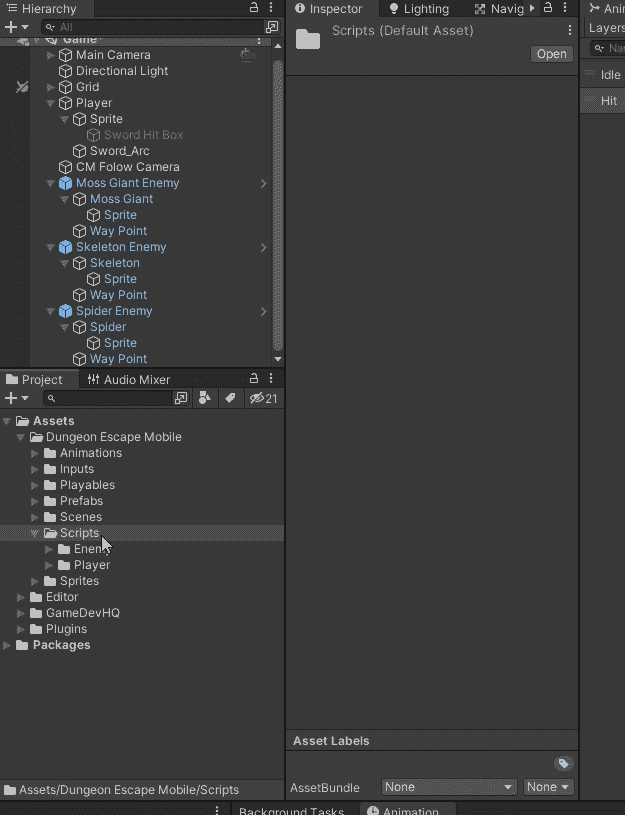 Hierarchy
All
Game*
Main Camera
Directional Light
Grid
Player
Sprite
Sword Hit Box
Sword_Arc
CM Folow Camera
Moss Giant Enemy
Moss Giant
Sprite
Way Point
Skeleton Enemy
Skeleton
Sprite
Way Point
Spider Enemy
Spider
Sprite
Way Point
Project Audio Mixer
21
Assets
Dungeon Escape Mobile
Animations
Inputs
Playables
Prefabs
Scenes
Scripts
Enemy
Player
Sprites
Editor
GameDevHQ
Plugins
Packages
Assets/Dungeon Escape Mobile/Scripts
Inspector Lighting Navig
Scripts (Default Asset)
Open
Asset Labels
AssetBundle None None
Ani
Layers
Na
Idle
Hit
Background Tasks Animation